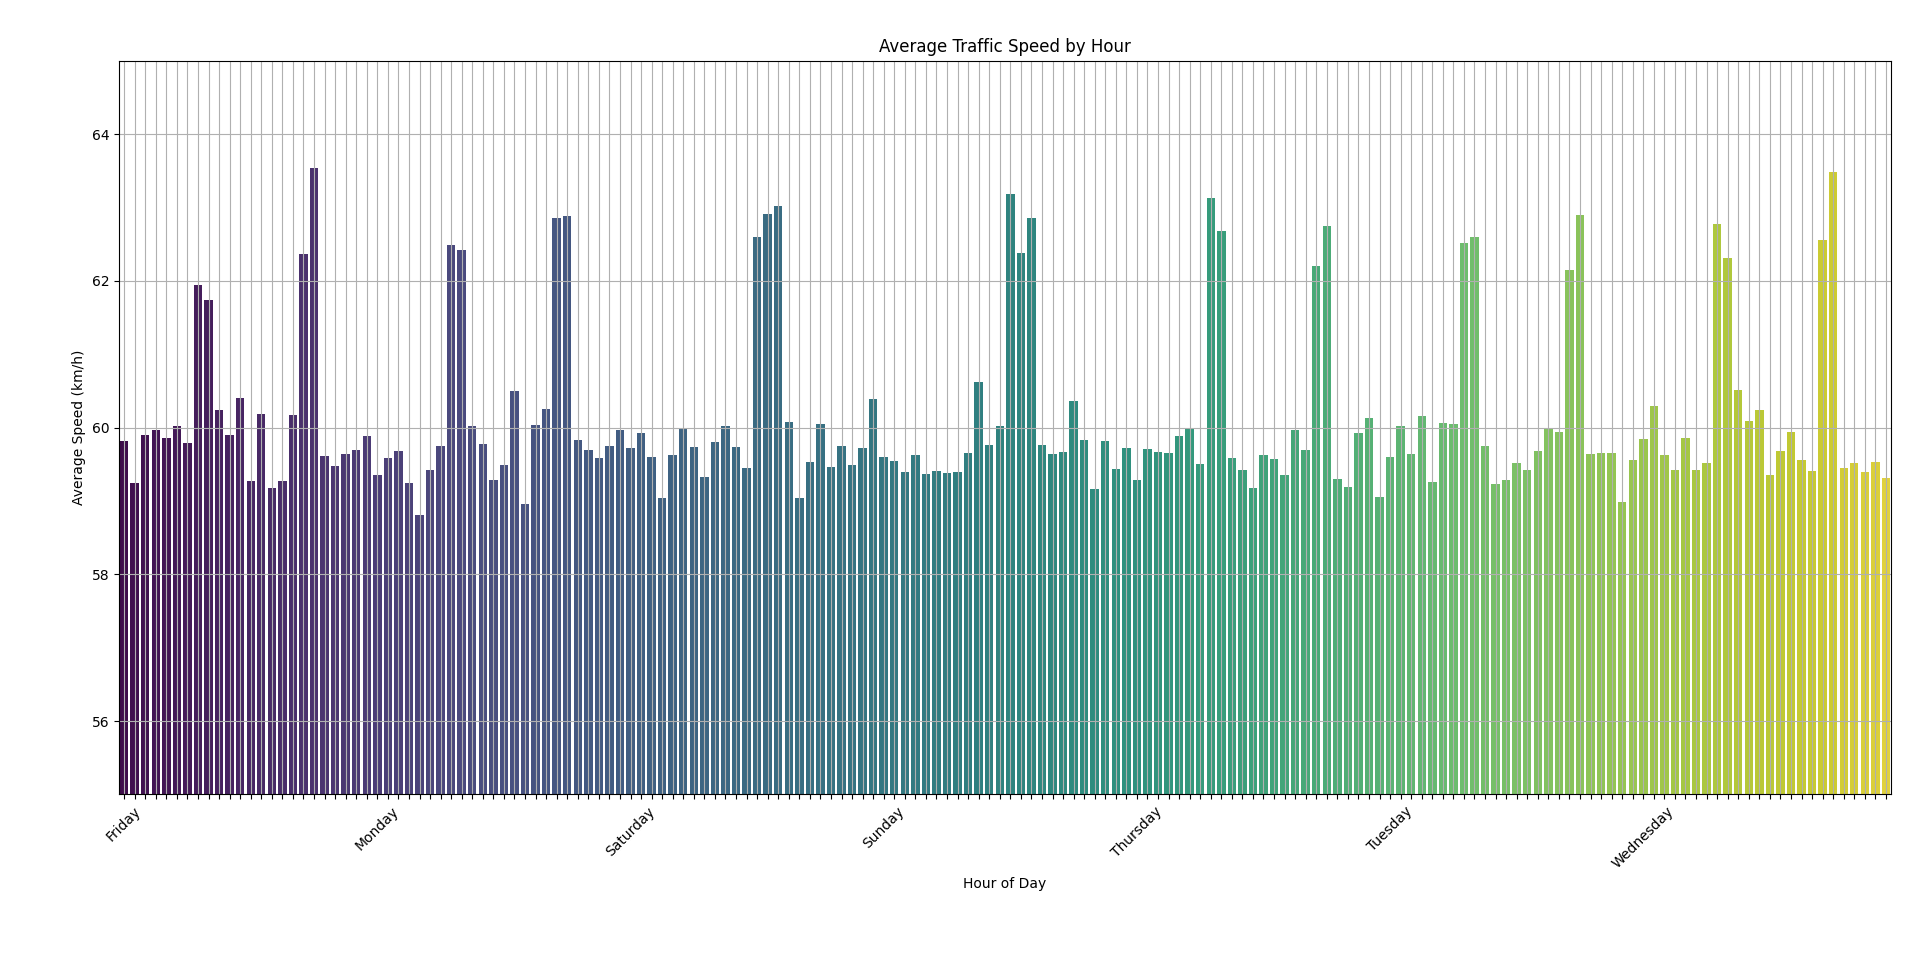 Average Traffic Speed by Hour
Average Speed (km/h)
64
62
60
58
56
Friday
Monday
Saturday
Sunday
Thursday
Tuesday
Wednesday
Hour of Day